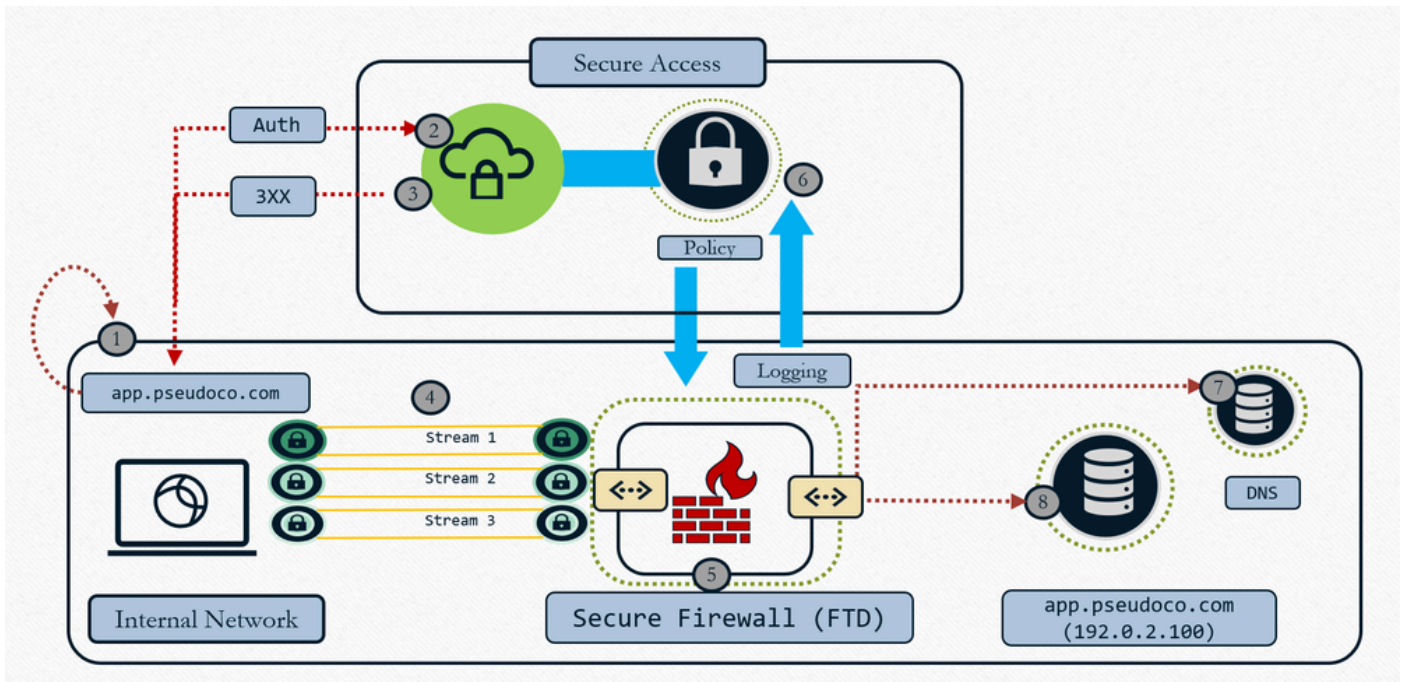 Secure Access
Auth
2
3XX
3
6
Policy
1
Logging
app.pseudoco.com
4
7
Stream 1
Stream 2
Stream 3
DNS
8
5
Internal Network
Secure Firewall (FTD)
app.pseudoco.com
(192.0.2.100)